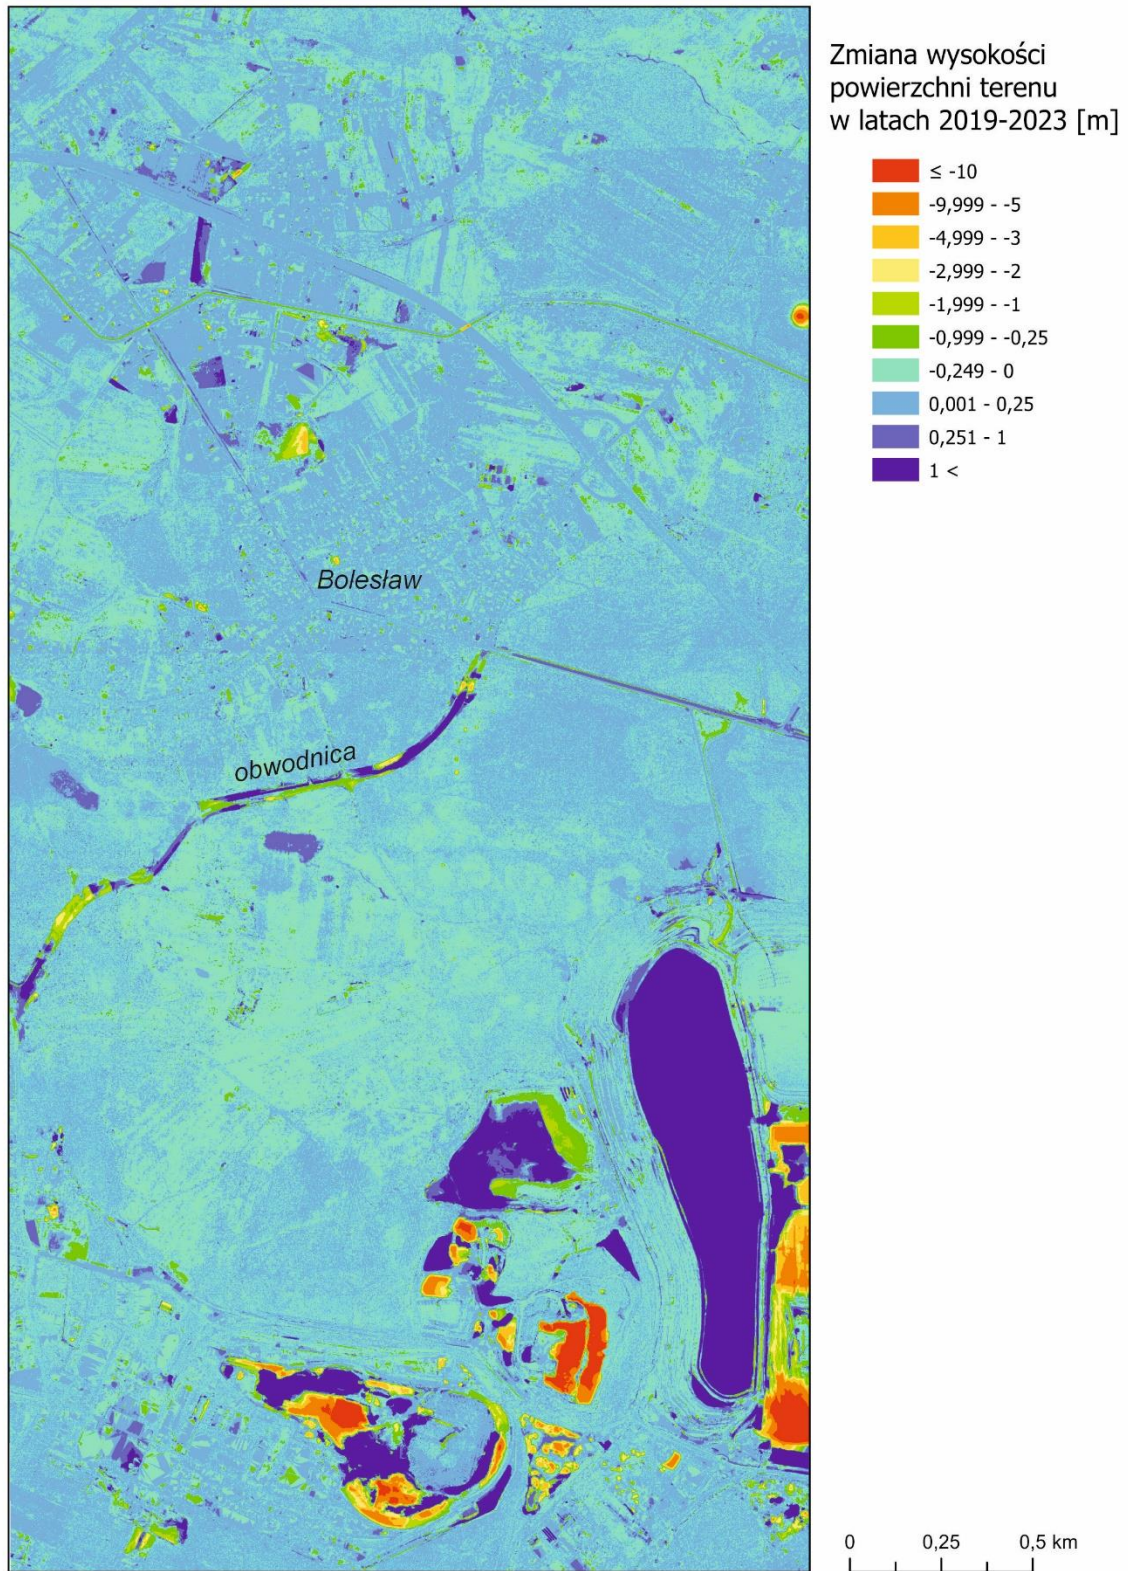 Zmiana wysokości
powierzchni terenu
w latach 2019-2023 [m]
≤ -10
-9,999 - -5
-4,999 - -3
-2,999 - -2
-1,999 - -1
-0,999 - -0,25
-0,249 - 0
0,001 - 0,25
0,251 - 1
1 <
Bolesław
obwodnica
0 0,25 0,5 km